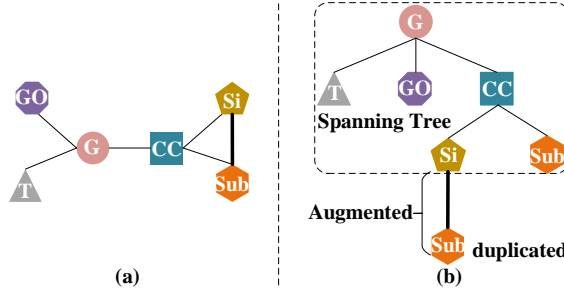 GO
Si
G
CC
T
Sub
(a)
G
T
GO
CC
Spanning Tree
Si
Sub
Augmented
Sub
duplicated
(b)